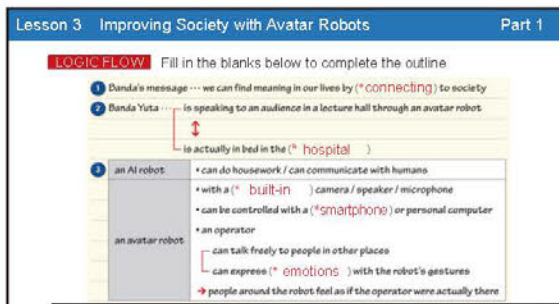 Lesson 3 Improving Society with Avatar Robots Part 1
LOGIC FLOW Fill in the blanks below to complete the outline
1 Banda's message ··· we can find meaning in our lives by (*connecting) to society
2 Banda Yuta ··· is speaking to an audience in a lecture hall through an avatar robot
↕
is actually in bed in the (* hospital )
3 an AI robot • can do housework / can communicate with humans
• with a (* built-in ) camera / speaker / microphone
• can be controlled with a (*smartphone) or personal computer
• an operator
an avatar robot
can talk freely to people in other places
can express (* emotions ) with the robot's gestures
→ people around the robot feel as if the operator were actually there